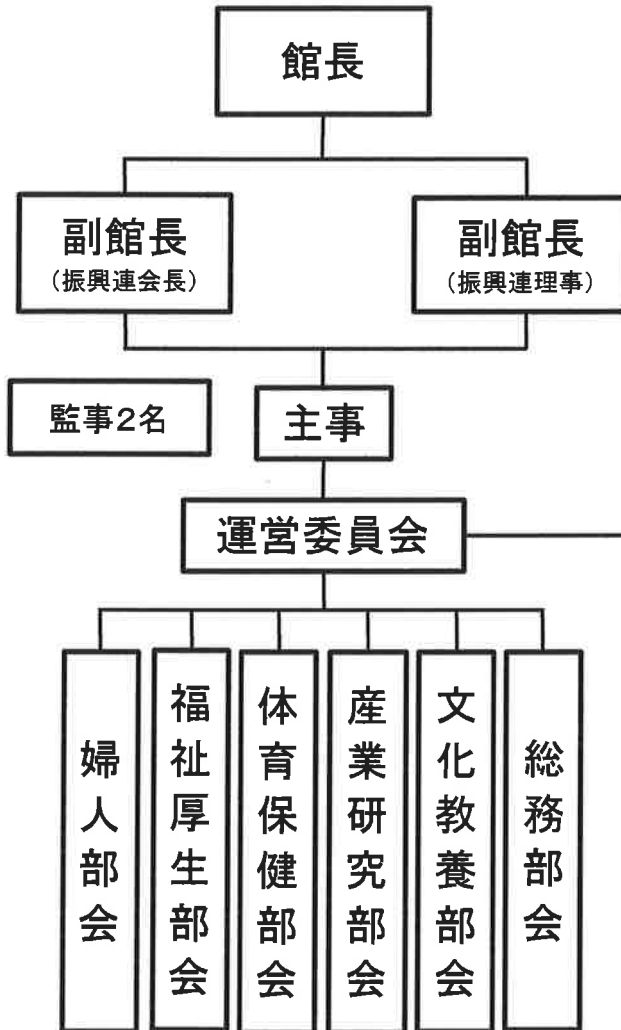 館長
副館長
（振興連会長）
副館長
（振興連理事）
監事2名
主事
運営委員会
婦人部会
福祉厚生部会
体育保健部会
産業研究部会
文化教養部会
総務部会